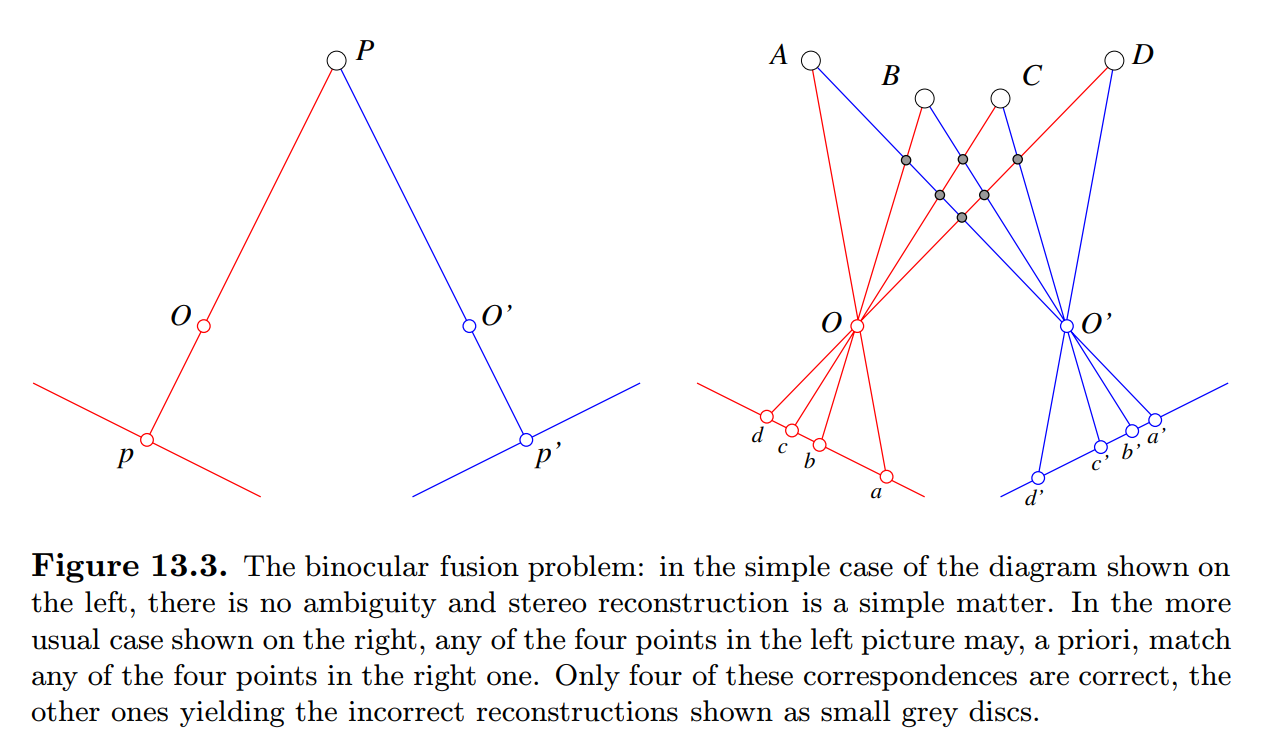 P
O
O’
p
p’
A
B
C
D
O
O’
d
c
b
a
a’
b’
c’
d’
Figure 13.3. The binocular fusion problem: in the simple case of the diagram shown on
the left, there is no ambiguity and stereo reconstruction is a simple matter. In the more
usual case shown on the right, any of the four points in the left picture may, a priori, match
any of the four points in the right one. Only four of these correspondences are correct, the
other ones yielding the incorrect reconstructions shown as small grey discs.